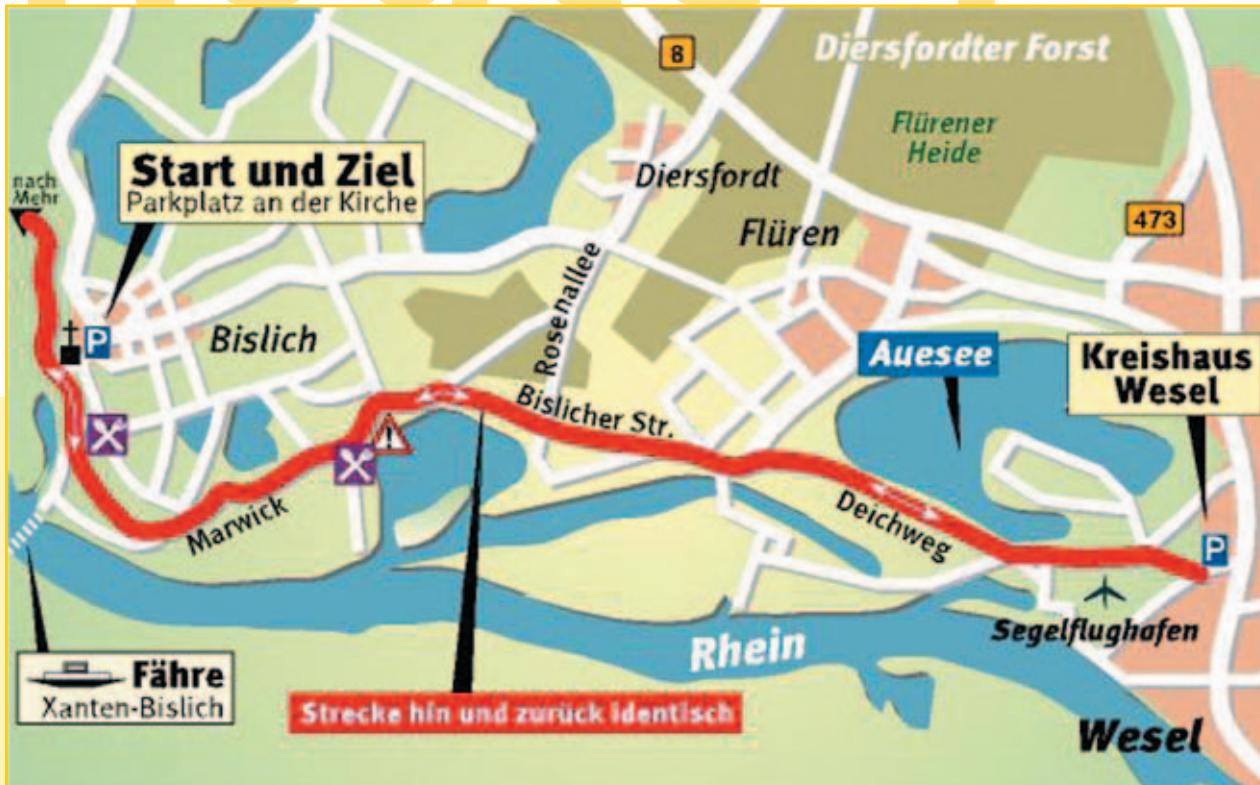 8
Diersfordter Forst
Flürener
Heide
473
nach
Mehr
Start und Ziel
Parkplatz an der Kirche
Diersfordt
Flüren
Rosenallee
P
Bislich
Auesee
Kreishaus
Wesel
Bislicher Str.
Marwick
Deichweg
P
Segelflughafen
Rhein
Fähre
Xanten-Bislich
Strecke hin und zurück identisch
Wesel